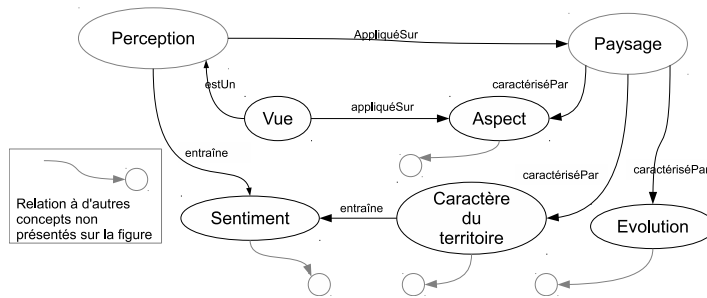 Perception
AppliquéSur
Paysage
estUn
caractériséPar
Vue
appliquéSur
Aspect
entraîne
caractériséPar
caractériséPar
Relation à d'autres
concepts non
présentés sur la figure
Sentiment
entraîne
Caractère
du
territoire
Evolution